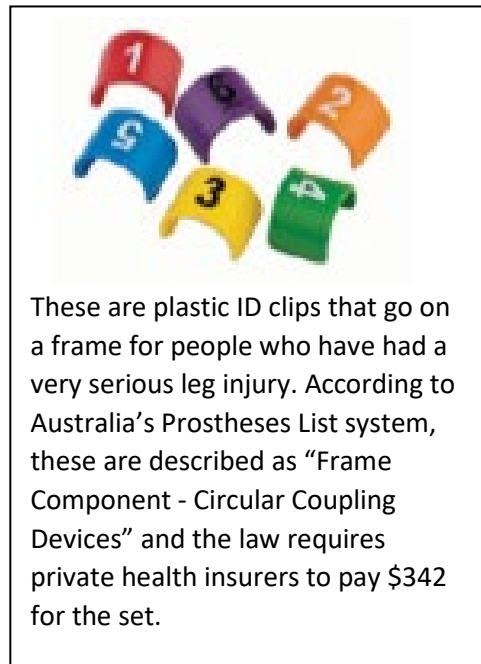 1
6
2
5
3
4
These are plastic ID clips that go on
a frame for people who have had a
very serious leg injury. According to
Australia’s Prostheses List system,
these are described as “Frame
Component - Circular Coupling
Devices” and the law requires
private health insurers to pay $342
for the set.